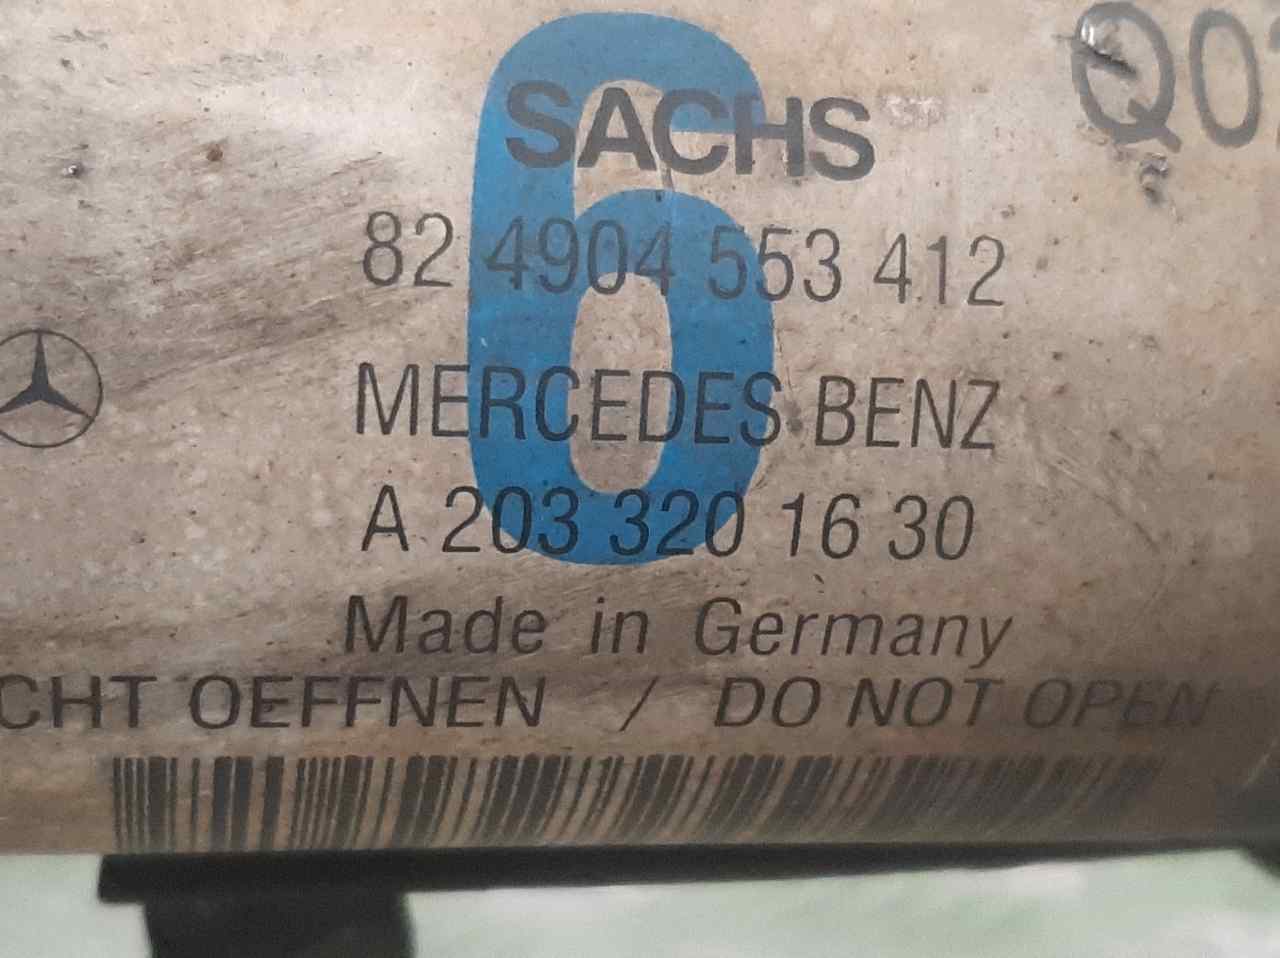 Q0
6
SACHS
82 4904 553 412
MERCEDES BENZ
A 203 320 16 30
Made in Germany
CHT OEFFNEN / DO NOT OPEN